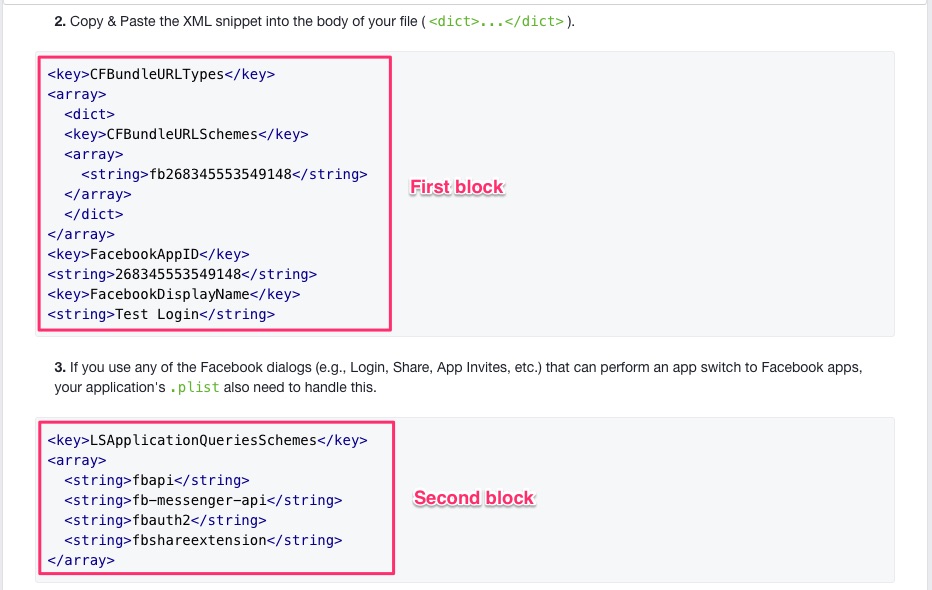 2. Copy & Paste the XML snippet into the body of your file ( <dict>...</dict> ).
<key>CFBundleURLTypes</key>
<array>
  <dict>
  <key>CFBundleURLSchemes</key>
  <array>
    <string>fb268345553549148</string>
  </array>
  </dict>
</array>
<key>FacebookAppID</key>
<string>268345553549148</string>
<key>FacebookDisplayName</key>
<string>Test Login</string>
First block
3. If you use any of the Facebook dialogs (e.g., Login, Share, App Invites, etc.) that can perform an app switch to Facebook apps,
your application's .plist also need to handle this.
<key>LSApplicationQueriesSchemes</key>
<array>
  <string>fbapi</string>
  <string>fb-messenger-api</string>
  <string>fbauth2</string>
  <string>fbshareextension</string>
</array>
Second block